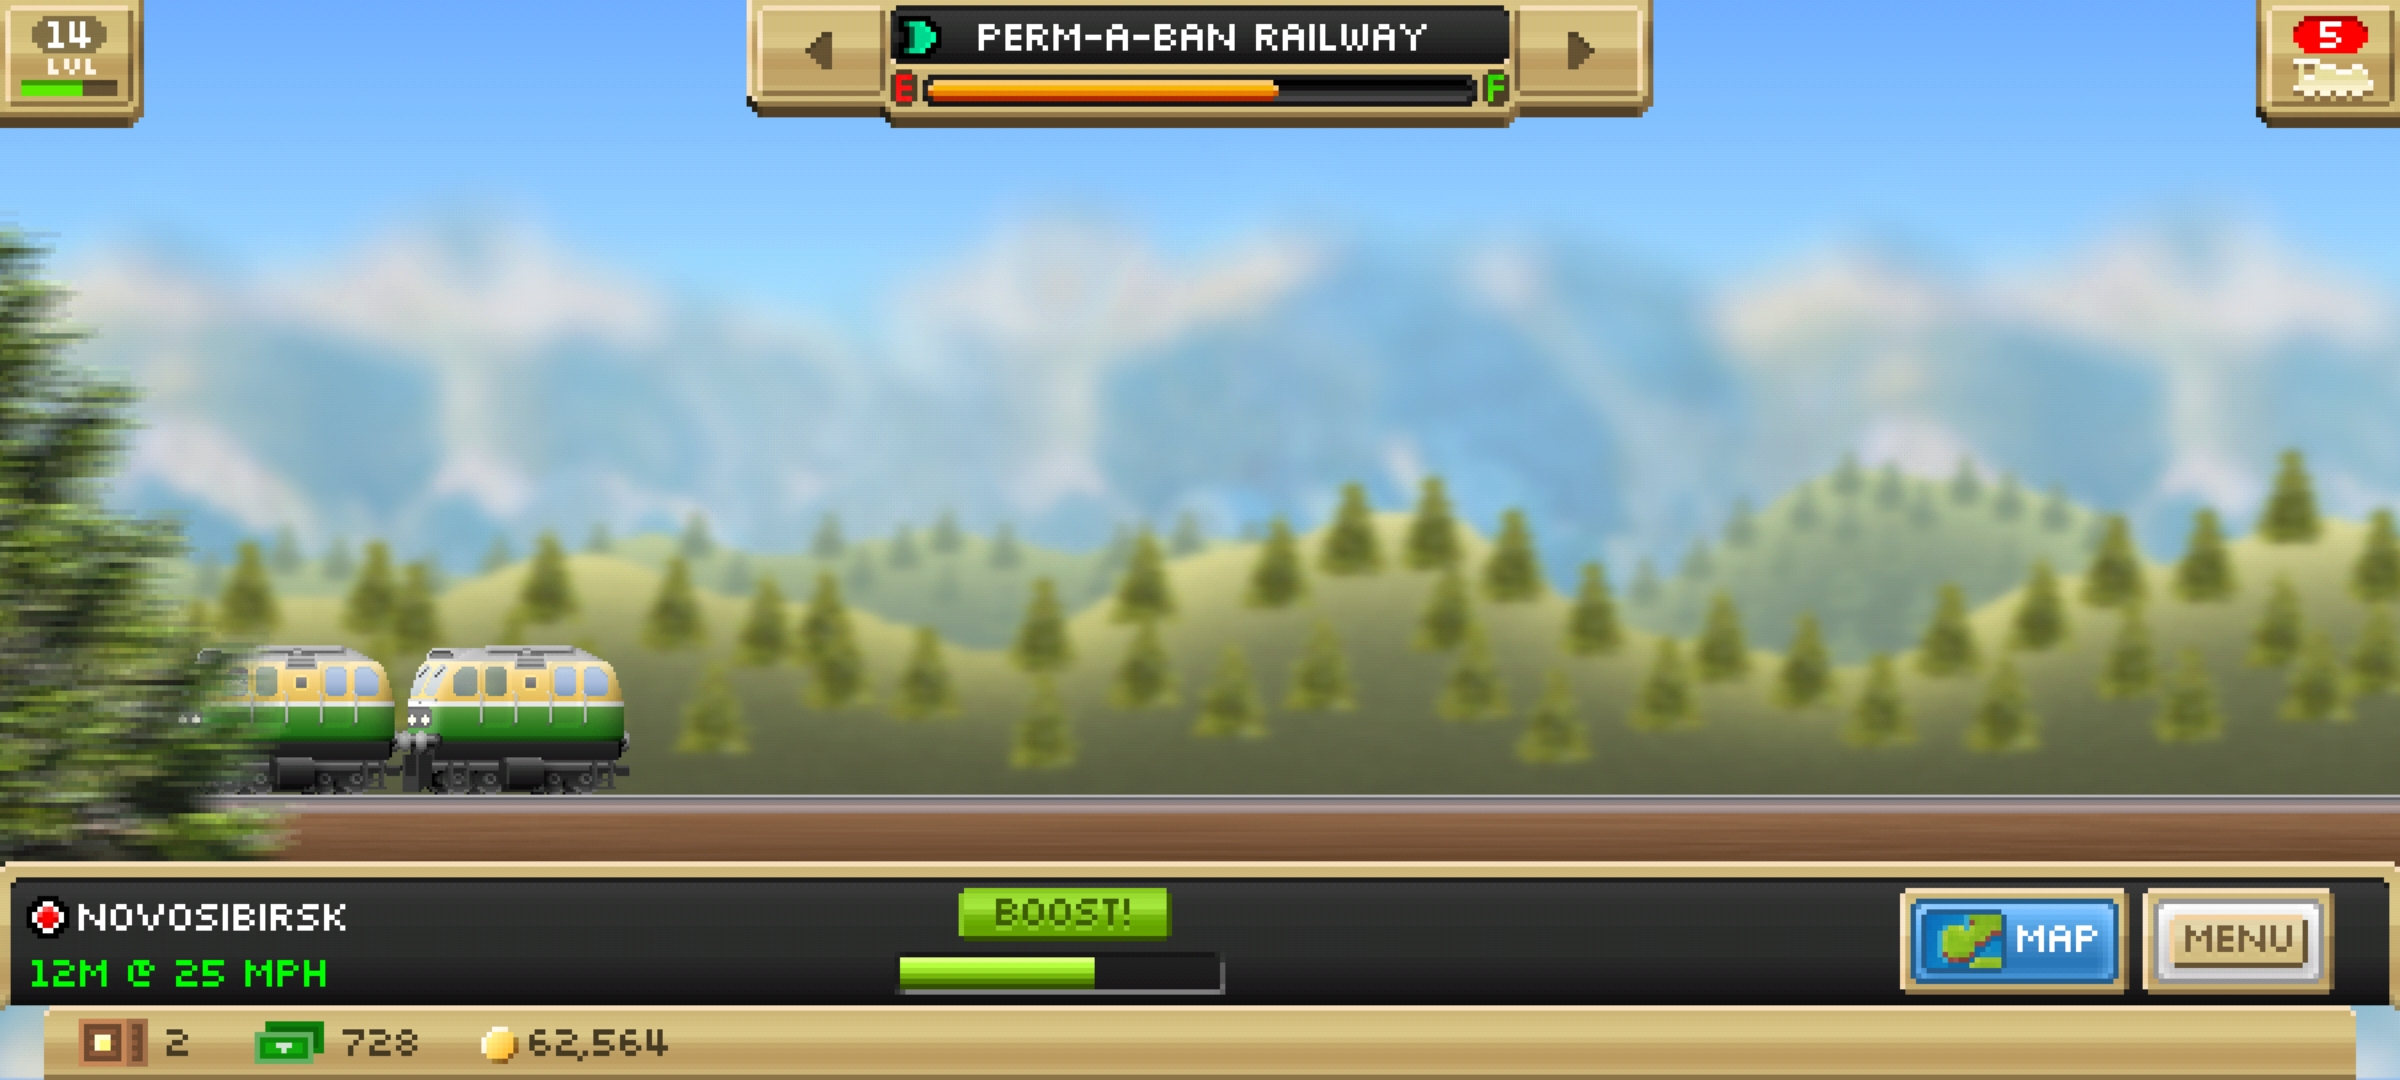 14
LVL
PERM-A-BAN RAILWAY
E F
5
NOVOSIBIRSK
12M @ 25 MPH
BOOST!
MAP
MENU
2 728 62,564